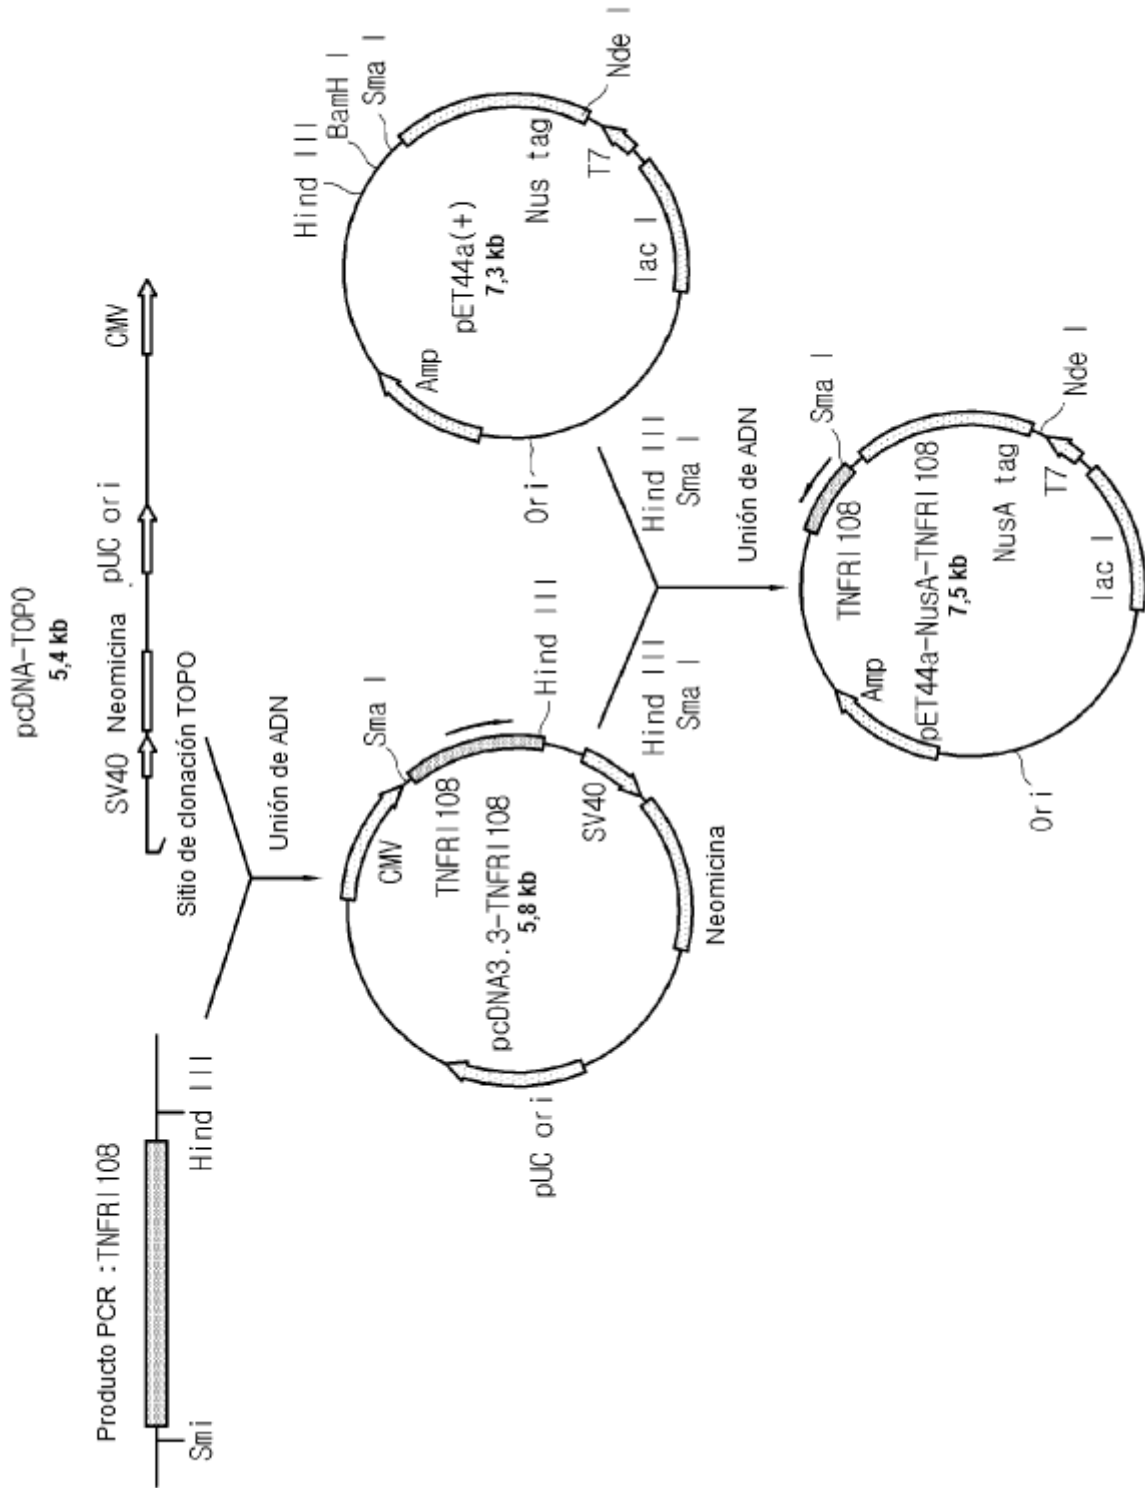 Producto PCR : TNFRI108
Smi
Hind III
pcDNA-TOPO
5,4 kb
SV40
Neomicina
pUC ori
CMV
Sitio de clonación TOPO
Unión de ADN
CMV
Sma I
TNFRI108
Hind III
pcDNA3.3-TNFRI108
5,8 kb
SV40
Neomicina
pUC ori
Hind III
BamH I
Sma I
Amp
pET44a(+)
7,3 kb
Nus tag
Nde I
T7
lac I
Ori
Hind III
Sma I
Hind III
Sma I
Unión de ADN
TNFRI108
Sma I
Amp
pET44a-NusA-TNFRI108
7,5 kb
NusA tag
Nde I
T7
lac I
Ori